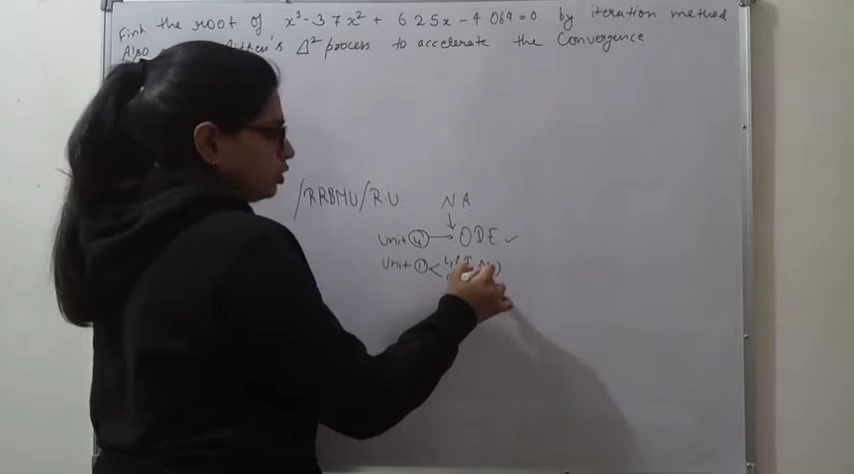 Find the root of x³-37x² + 625x - 4069=0 by iteration method
Also Δ² process to accelerate the Convergence
/RRBMU/R.U. NA
↓
Unit ④ → ODE ✓
Unit ① <